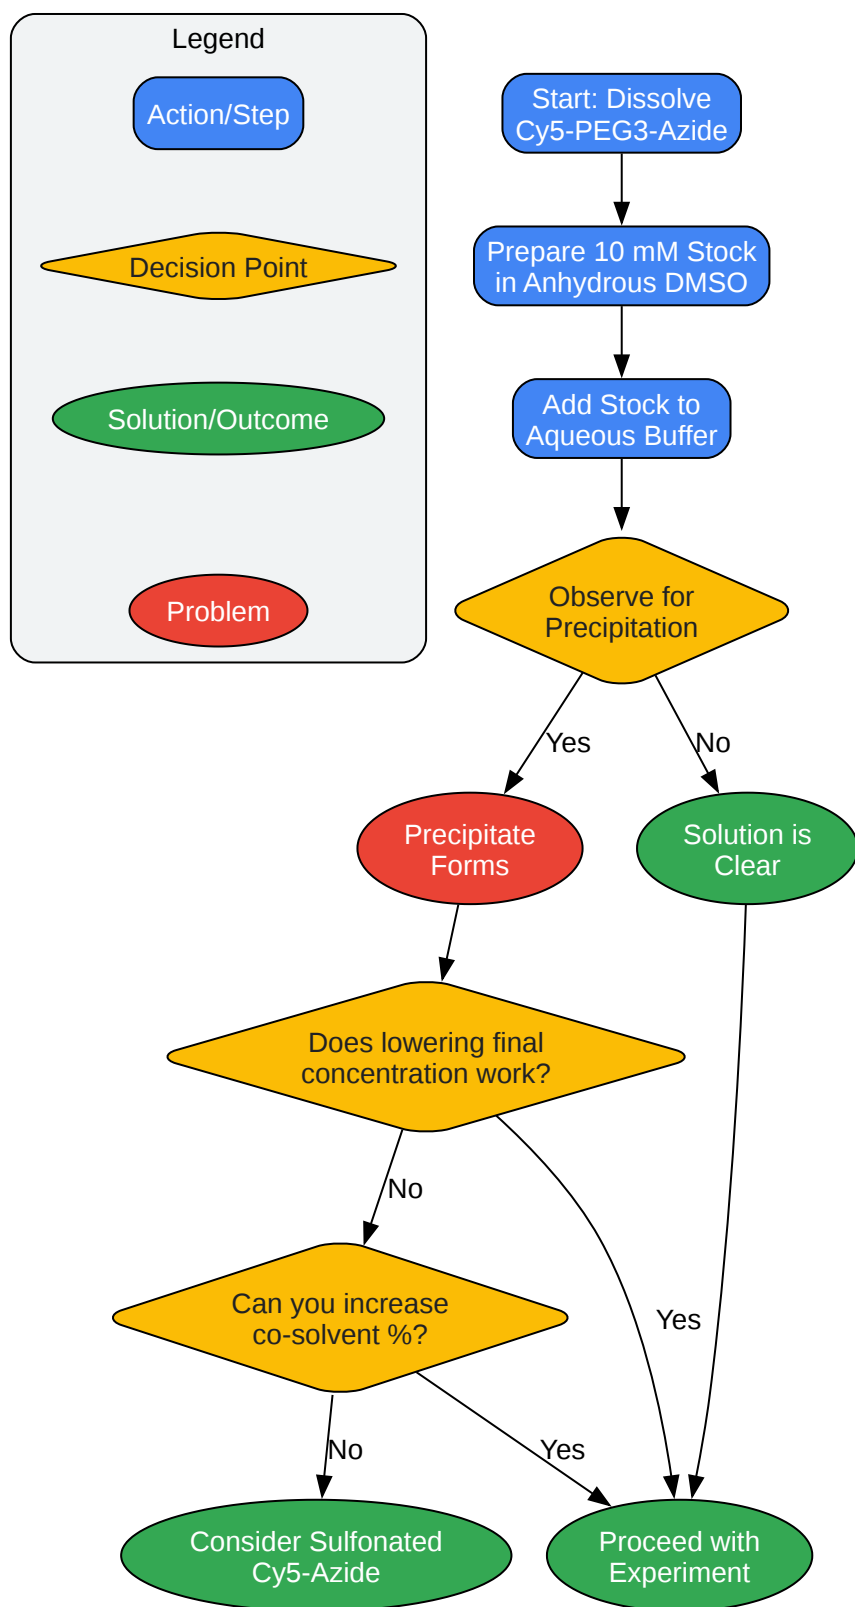 Legend
Action/Step
Decision Point
Solution/Outcome
Problem
Start: Dissolve
Cy5-PEG3-Azide
Prepare 10 mM Stock
in Anhydrous DMSO
Add Stock to
Aqueous Buffer
Observe for
Precipitation
Yes
No
Precipitate
Forms
Solution is
Clear
Does lowering final
concentration work?
No
Yes
Can you increase
co-solvent %?
No
Yes
Consider Sulfonated
Cy5-Azide
Proceed with
Experiment